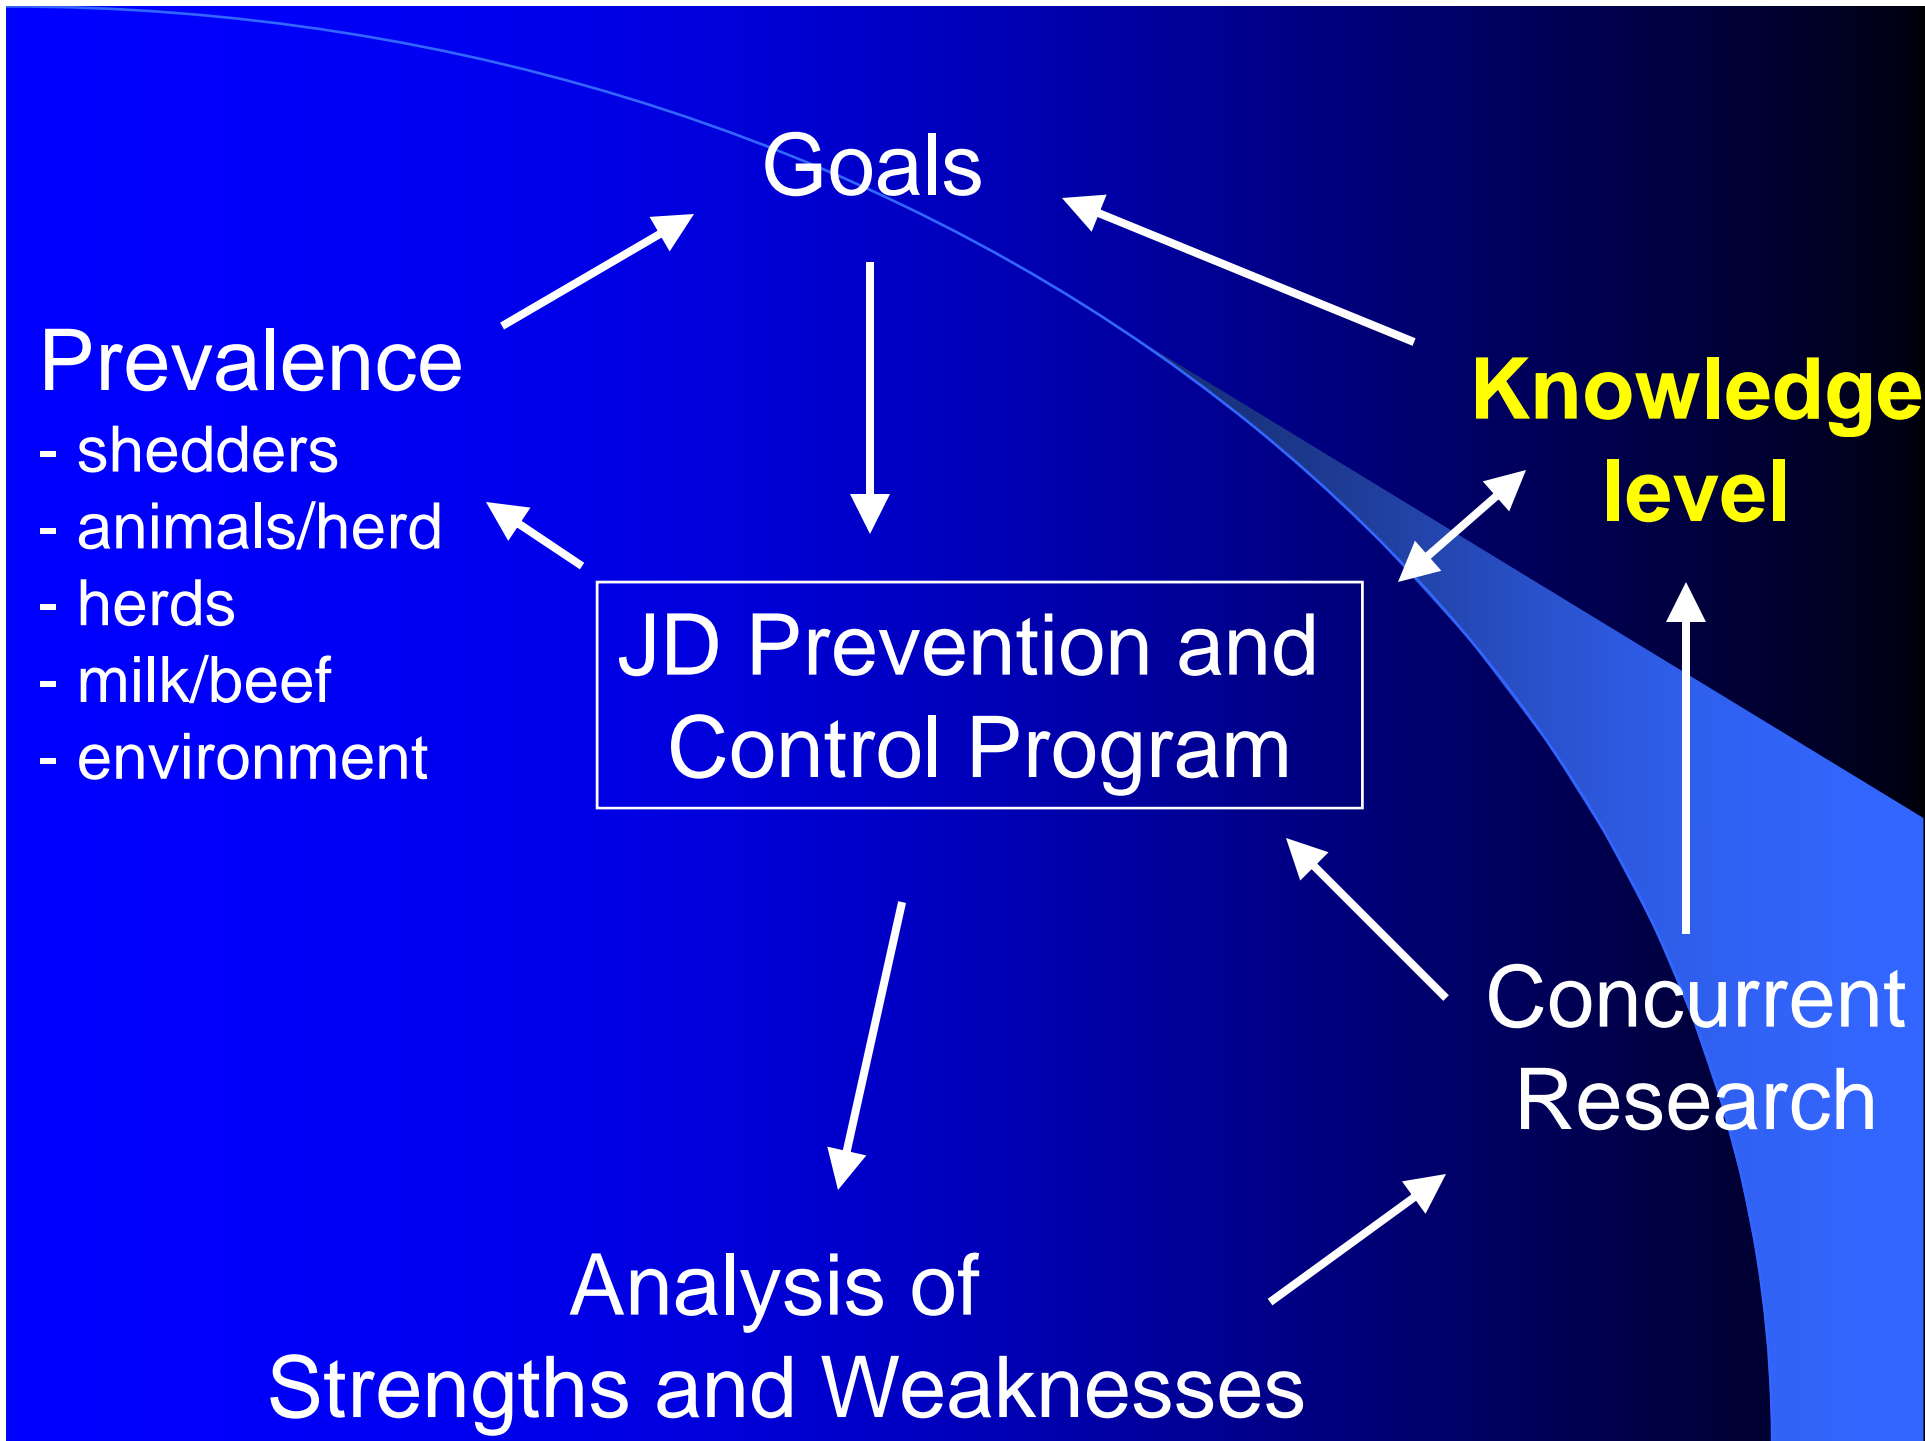 Goals
Prevalence
- shedders
- animals/herd
- herds
- milk/beef
- environment
Knowledge
level
JD Prevention and
Control Program
Concurrent
Research
Analysis of
Strengths and Weaknesses